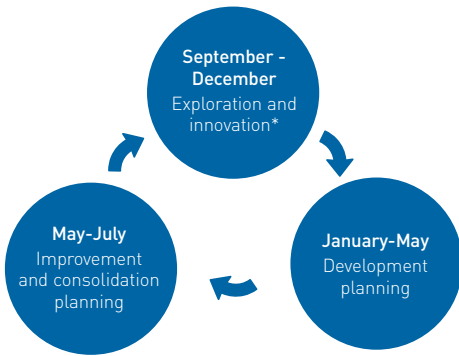 September -
December
Exploration and
innovation*
May-July
Improvement
and consolidation
planning
January-May
Development
planning